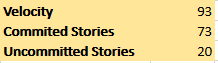 Velocity 93
Commited Stories 73
Uncommitted Stories 20